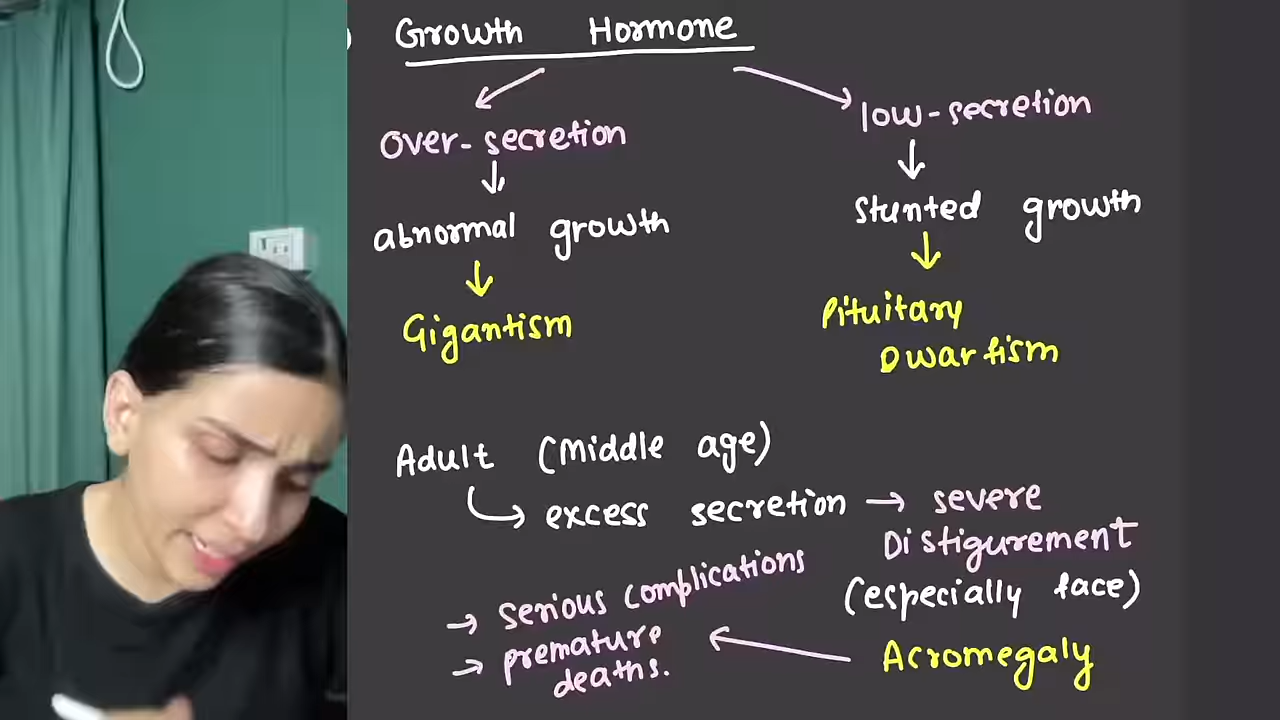 Growth Hormone
Over-secretion
low-secretion
abnormal growth
stunted growth
Gigantism
Pituitary
Dwarfism
Adult (Middle age)
excess secretion → severe
Disfigurement
(especially face)
→ serious complications
→ premature
deaths.
Acromegaly